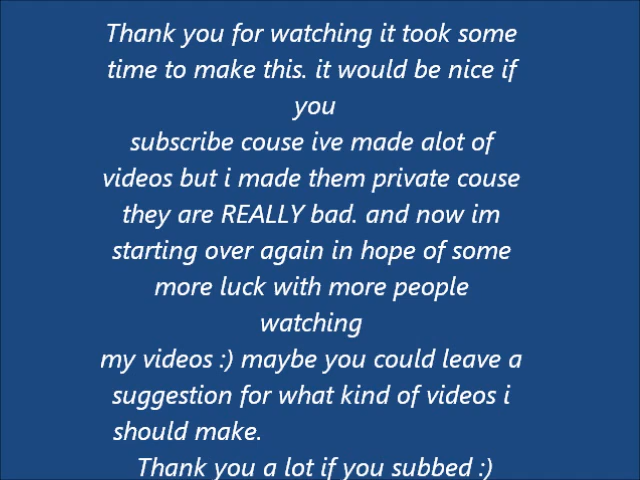 Thank you for watching it took some
time to make this. it would be nice if
you
subscribe couse ive made alot of
videos but i made them private couse
they are REALLY bad. and now im
starting over again in hope of some
more luck with more people
watching
my videos :) maybe you could leave a
suggestion for what kind of videos i
should make.
Thank you a lot if you subbed :)